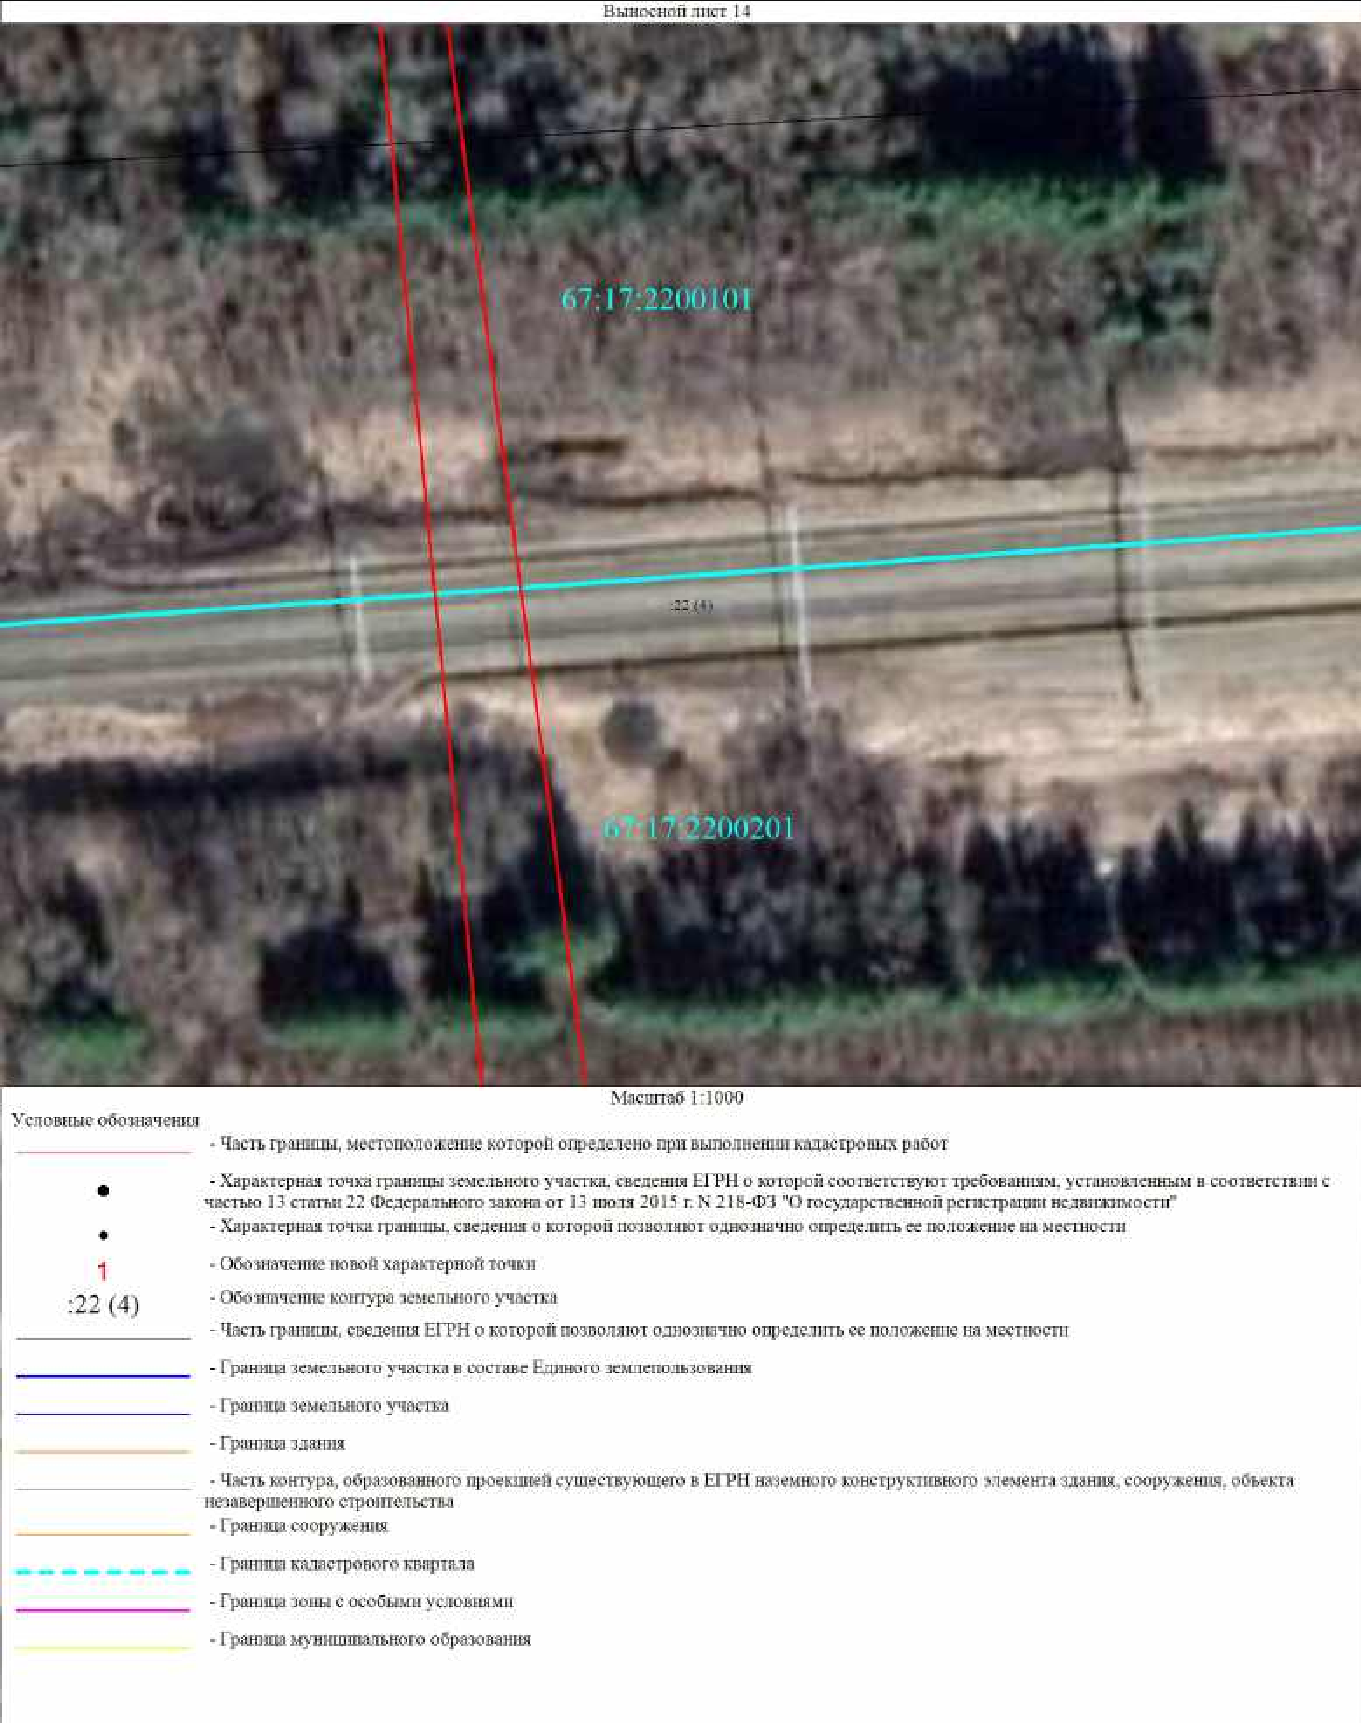 Выносной лист 14
67:17:2200101
:22 (4)
67:17:2200201
Масштаб 1:1000
Условные обозначения
- Часть границы, местоположение которой определено при выполнении кадастровых работ
- Характерная точка границы земельного участка, сведения ЕГРН о которой соответствуют требованиям, установленным в соответствии с
частью 13 статьи 22 Федерального закона от 13 июля 2015 г. N 218-ФЗ "О государственной регистрации недвижимости"
- Характерная точка границы, сведения о которой позволяют однозначно определить ее положение на местности
1 - Обозначение новой характерной точки
:22 (4) - Обозначение контура земельного участка
- Часть границы, сведения ЕГРН о которой позволяют однозначно определить ее положение на местности
- Граница земельного участка в составе Единого землепользования
- Граница земельного участка
- Граница здания
- Часть контура, образованного проекцией существующего в ЕГРН наземного конструктивного элемента здания, сооружения, объекта
незавершенного строительства
- Граница сооружения
- Граница кадастрового квартала
- Граница зоны с особыми условиями
- Граница муниципального образования